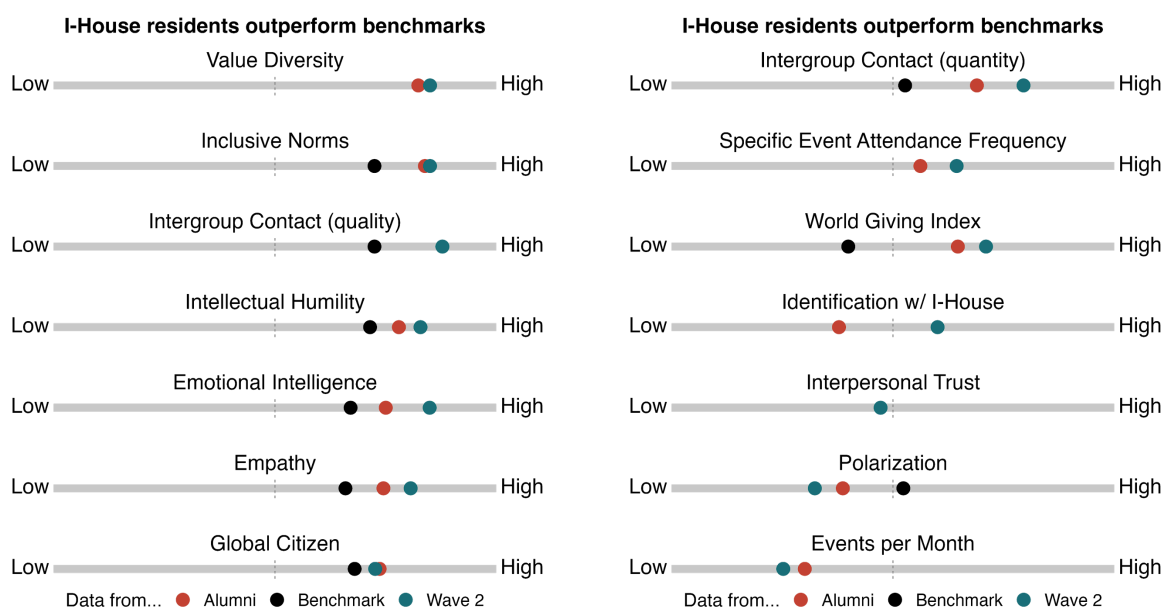 I-House residents outperform benchmarks
Value Diversity
Low High
Inclusive Norms
Low High
Intergroup Contact (quality)
Low High
Intellectual Humility
Low High
Emotional Intelligence
Low High
Empathy
Low High
Global Citizen
Low High
Data from... Alumni Benchmark Wave 2
I-House residents outperform benchmarks
Intergroup Contact (quantity)
Low High
Specific Event Attendance Frequency
Low High
World Giving Index
Low High
Identification w/ I-House
Low High
Interpersonal Trust
Low High
Polarization
Low High
Events per Month
Low High
Data from... Alumni Benchmark Wave 2